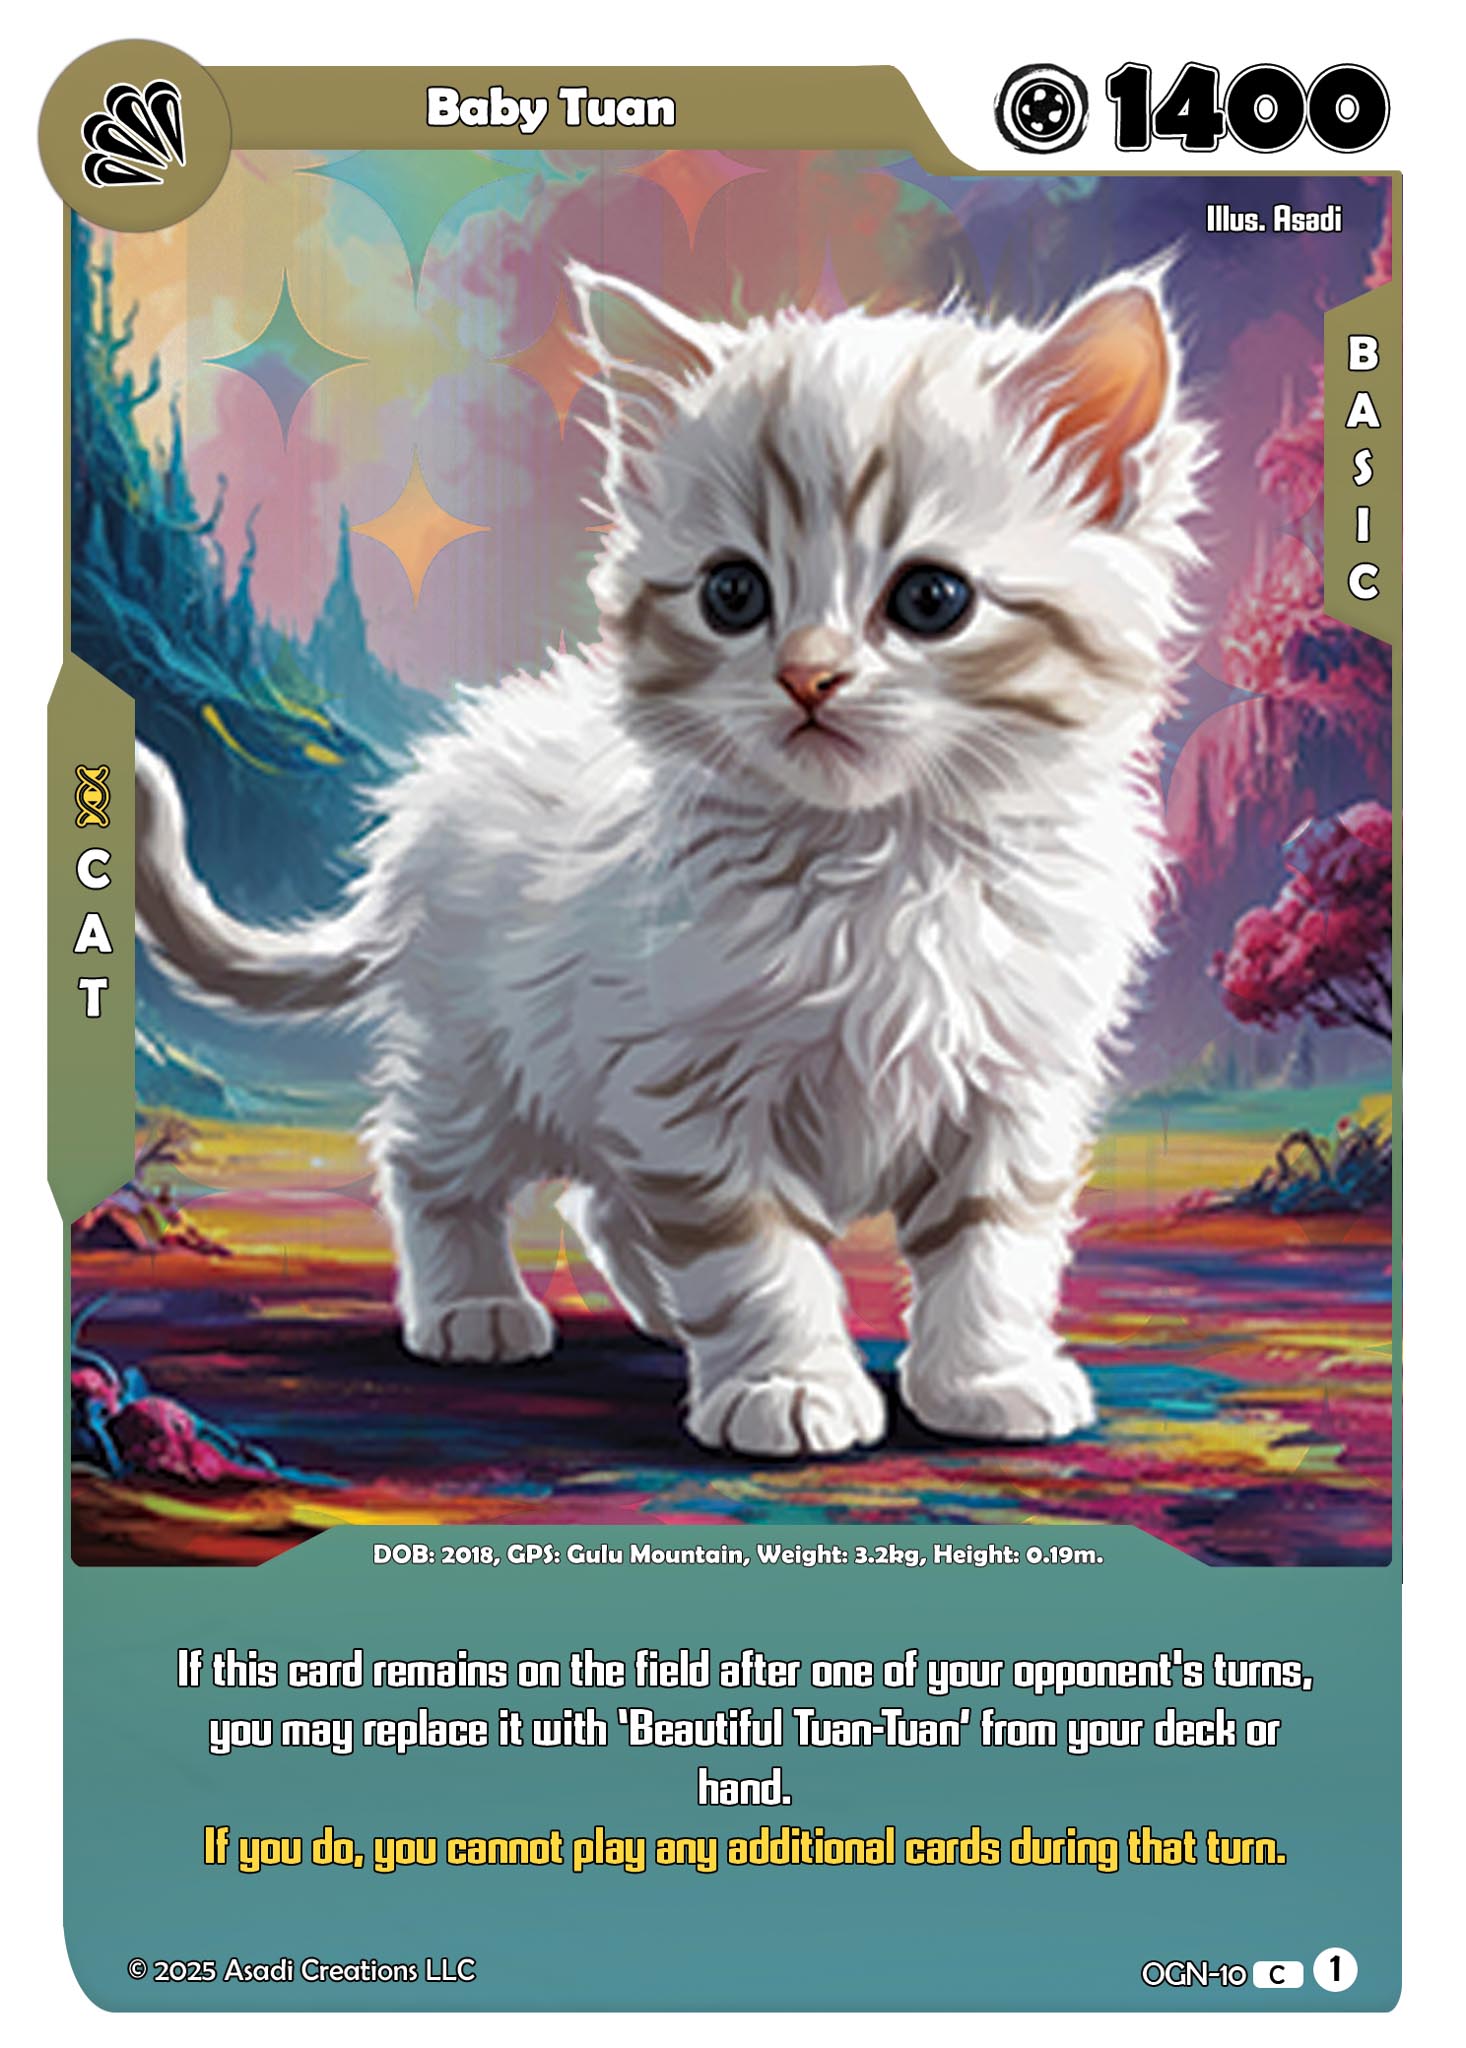 Baby Tuan
1400
Illus. Asadi
BASIC
CAT
DOB: 2018, GPS: Gulu Mountain, Weight: 3.2kg, Height: 0.19m.
If this card remains on the field after one of your opponent's turns,
you may replace it with 'Beautiful Tuan-Tuan' from your deck or
hand.
If you do, you cannot play any additional cards during that turn.
© 2025 Asadi Creations LLC
OGN-10 C 1